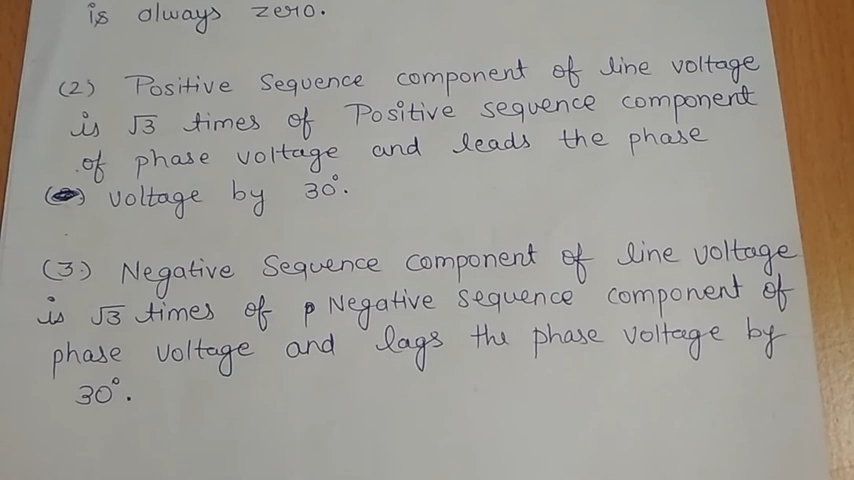 is always zero.
(2) Positive sequence component of line voltage
is √3 times of Positive sequence component
of phase voltage and leads the phase
voltage by 30°.
(3.) Negative sequence component of line voltage
is √3 times of Negative sequence component of
phase voltage and lags the phase voltage by
30°.